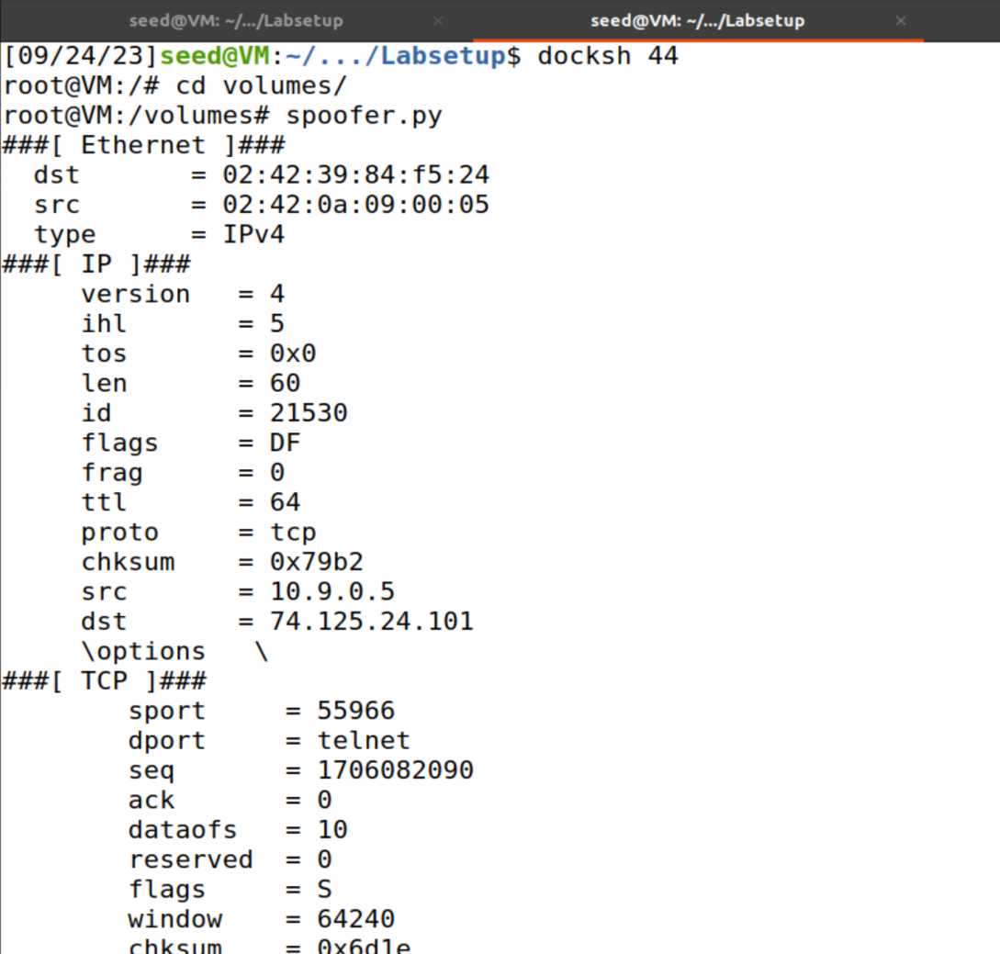 seed@VM: ~/.../Labsetup × seed@VM: ~/.../Labsetup ×
[09/24/23]seed@VM:~/.../Labsetup$ docksh 44
root@VM:/# cd volumes/
root@VM:/volumes# spoofer.py
###[ Ethernet ]###
  dst       = 02:42:39:84:f5:24
  src       = 02:42:0a:09:00:05
  type      = IPv4
###[ IP ]###
     version   = 4
     ihl       = 5
     tos       = 0x0
     len       = 60
     id        = 21530
     flags     = DF
     frag      = 0
     ttl       = 64
     proto     = tcp
     chksum    = 0x79b2
     src       = 10.9.0.5
     dst       = 74.125.24.101
     \options   \
###[ TCP ]###
        sport     = 55966
        dport     = telnet
        seq       = 1706082090
        ack       = 0
        dataofs   = 10
        reserved  = 0
        flags     = S
        window    = 64240
        chksum    = 0x6d1e